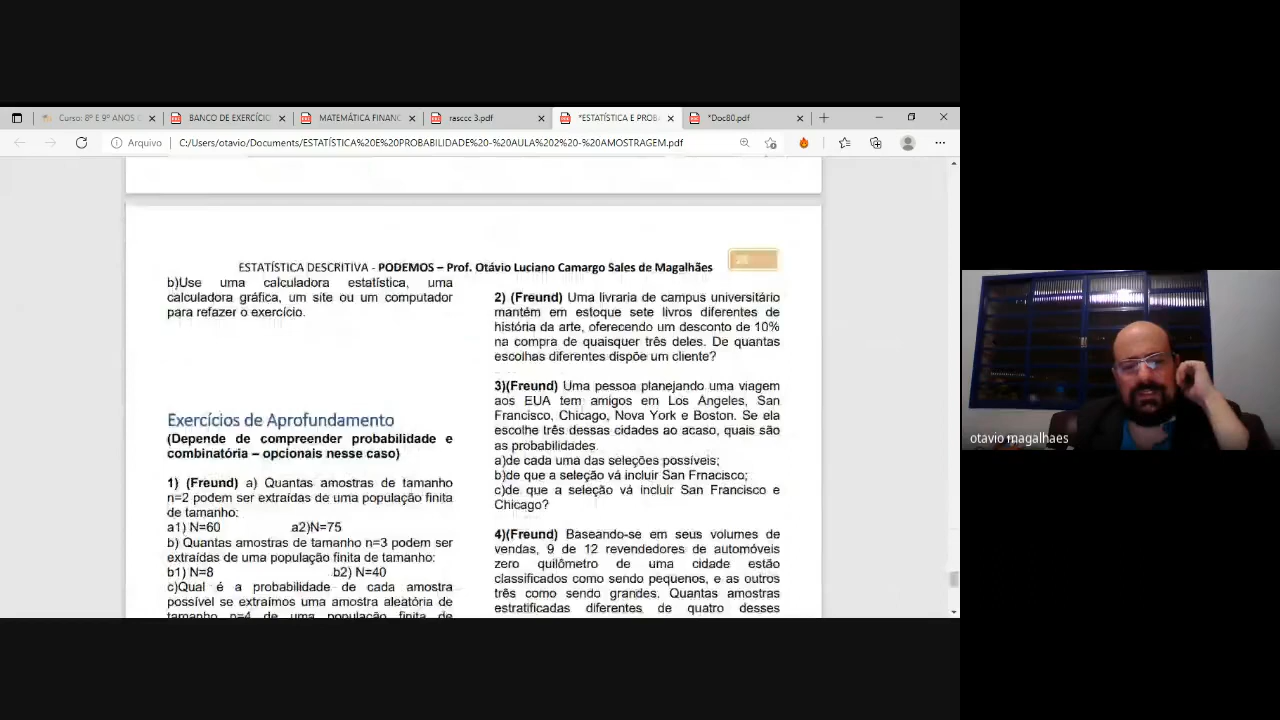 Curso: 8º E 9º ANOS
BANCO DE EXERCÍCIO
MATEMÁTICA FINANC
rasccc 3.pdf
*ESTATÍSTICA E PROB
*Doc80.pdf
Arquivo
C:/Users/otavio/Documents/ESTATÍSTICA%20E%20PROBABILIDADE%20-%20AULA%202%20-%20AMOSTRAGEM.pdf
ESTATÍSTICA DESCRITIVA - PODEMOS – Prof. Otávio Luciano Camargo Sales de Magalhães
b)Use uma calculadora estatística, uma
calculadora gráfica, um site ou um computador
para refazer o exercício.
Exercícios de Aprofundamento
(Depende de compreender probabilidade e
combinatória – opcionais nesse caso)
1) (Freund) a) Quantas amostras de tamanho
n=2 podem ser extraídas de uma população finita
de tamanho:
a1) N=60 a2)N=75
b) Quantas amostras de tamanho n=3 podem ser
extraídas de uma população finita de tamanho:
b1) N=8 b2) N=40
c)Qual é a probabilidade de cada amostra
possível se extraímos uma amostra aleatória de
tamanho n=4 de uma população finita de
2) (Freund) Uma livraria de campus universitário
mantém em estoque sete livros diferentes de
história da arte, oferecendo um desconto de 10%
na compra de quaisquer três deles. De quantas
escolhas diferentes dispõe um cliente?
3)(Freund) Uma pessoa planejando uma viagem
aos EUA tem amigos em Los Angeles, San
Francisco, Chicago, Nova York e Boston. Se ela
escolhe três dessas cidades ao acaso, quais são
as probabilidades.
a)de cada uma das seleções possíveis;
b)de que a seleção vá incluir San Frnacisco;
c)de que a seleção vá incluir San Francisco e
Chicago?
4)(Freund) Baseando-se em seus volumes de
vendas, 9 de 12 revendedores de automóveis
zero quilômetro de uma cidade estão
classificados como sendo pequenos, e as outros
três como sendo grandes. Quantas amostras
estratificadas diferentes de quatro desses
otavio magalhaes